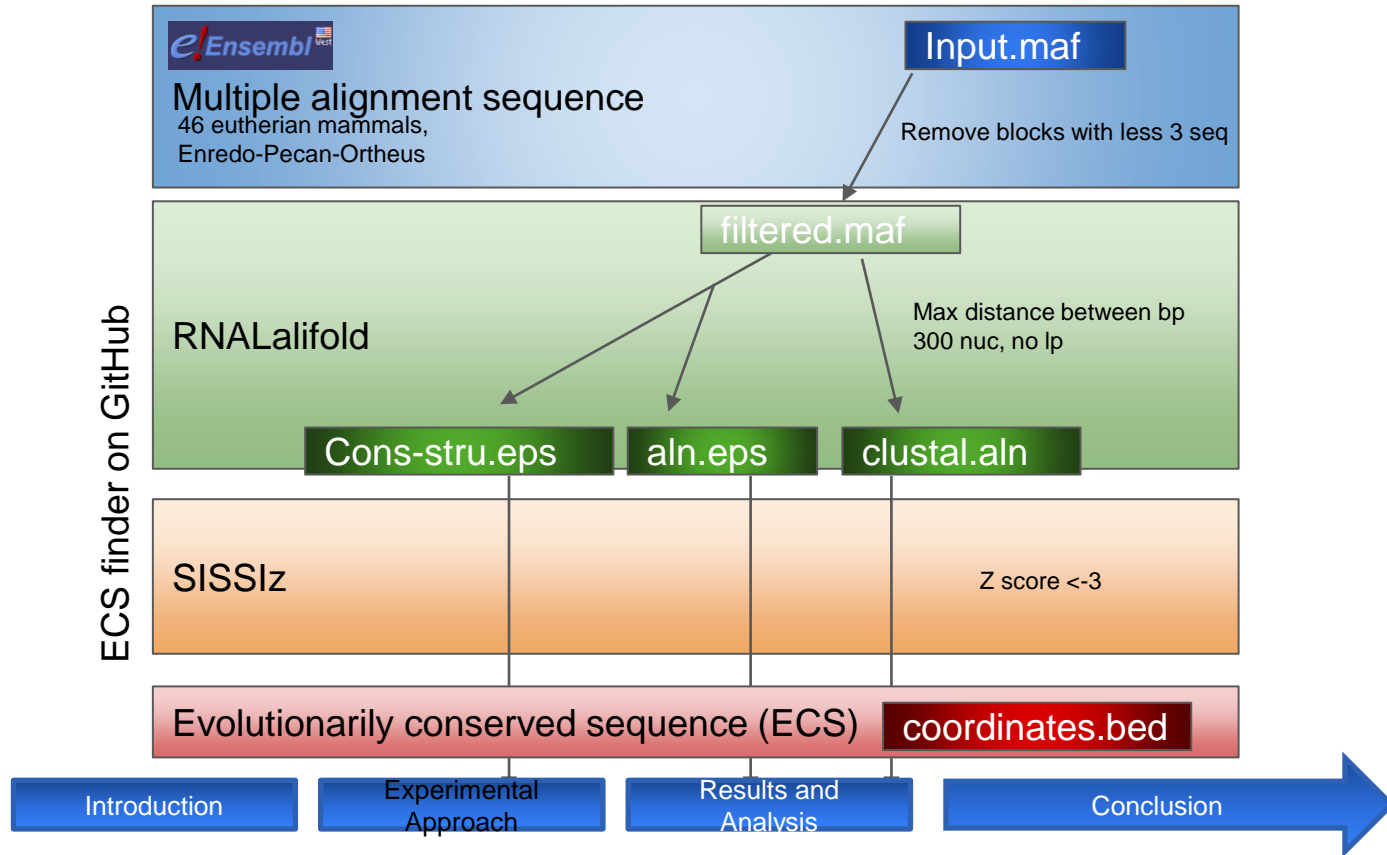 e!Ensembl West
Input.maf
Multiple alignment sequence
46 eutherian mammals,
Enredo-Pecan-Ortheus
Remove blocks with less 3 seq
ECS finder on GitHub
filtered.maf
RNALalifold
Max distance between bp
300 nuc, no lp
Cons-stru.eps
aln.eps
clustal.aln
SISSIz
Z score <-3
Evolutionarily conserved sequence (ECS)
coordinates.bed
Introduction
Experimental
Approach
Results and
Analysis
Conclusion